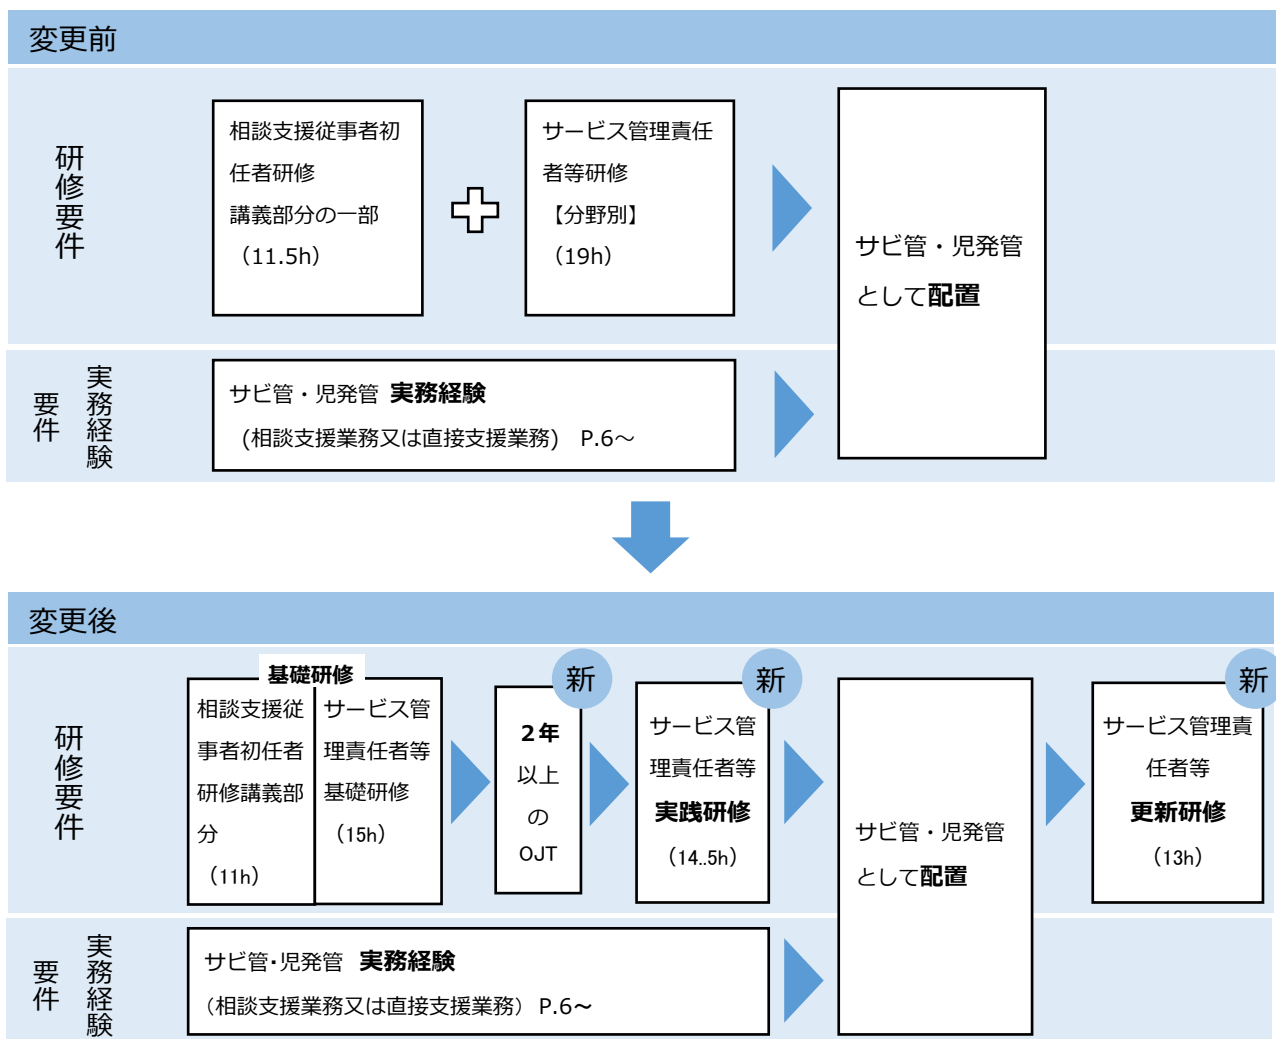 変更前
研修要件
相談支援従事者初
任者研修
講義部分の一部
（11.5h）
サービス管理責任
者等研修
【分野別】
（19h）
サビ管・児発管
として配置
実務経験
要件
サビ管・児発管 実務経験
(相談支援業務又は直接支援業務) P.6～
変更後
研修要件
基礎研修
相談支援従
事者初任者
研修講義部
分
（11h）
サービス管
理責任者等
基礎研修
（15h）
新
２年
以上
の
OJT
新
サービス管
理責任者等
実践研修
（14..5h）
サビ管・児発管
として配置
新
サービス管理責
任者等
更新研修
（13h）
実務経験
要件
サビ管・児発管 実務経験
（相談支援業務又は直接支援業務） P.6～